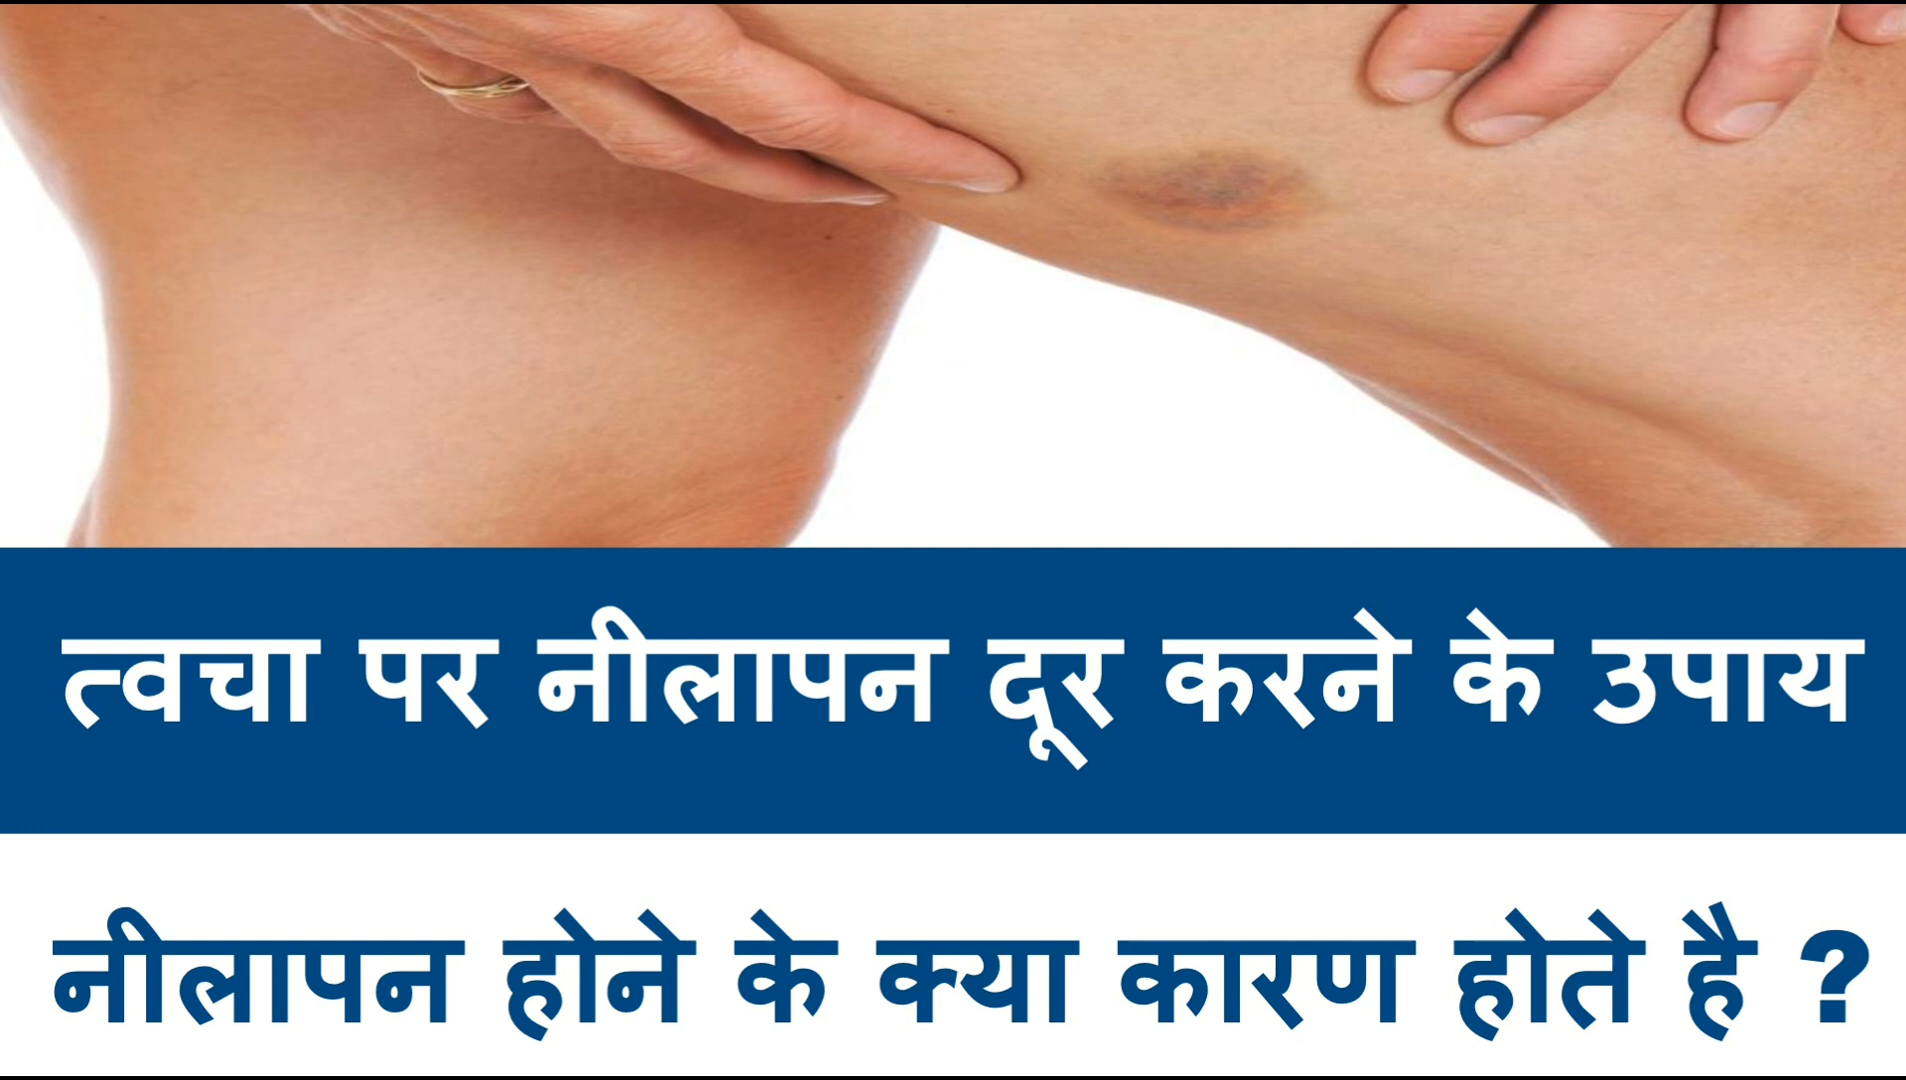 त्वचा पर नीलापन दूर करने के उपाय
नीलापन होने के क्या कारण होते है ?